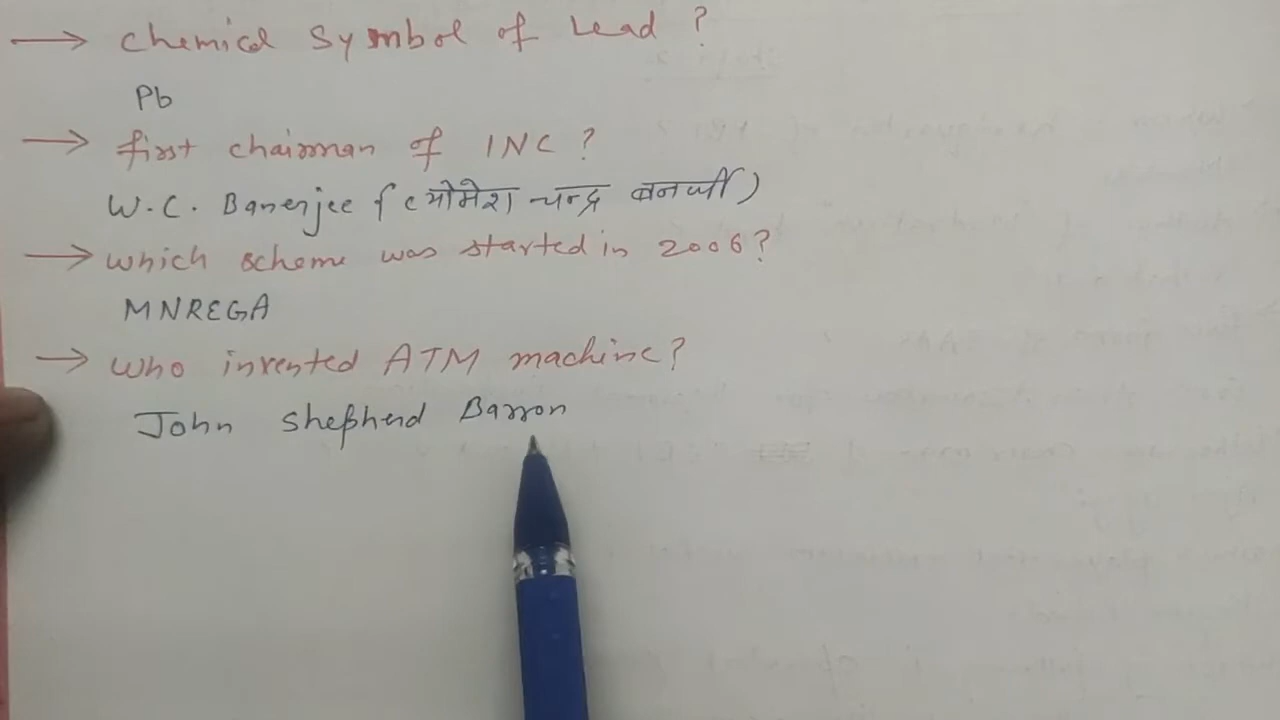 → Chemical Symbol of Lead ?
Pb
→ first chairman of INC ?
W.C. Banerjee (व्योमेश चन्द्र बनर्जी)
→ which scheme was started in 2006?
MNREGA
→ Who invented ATM machine?
John Shepherd Barron